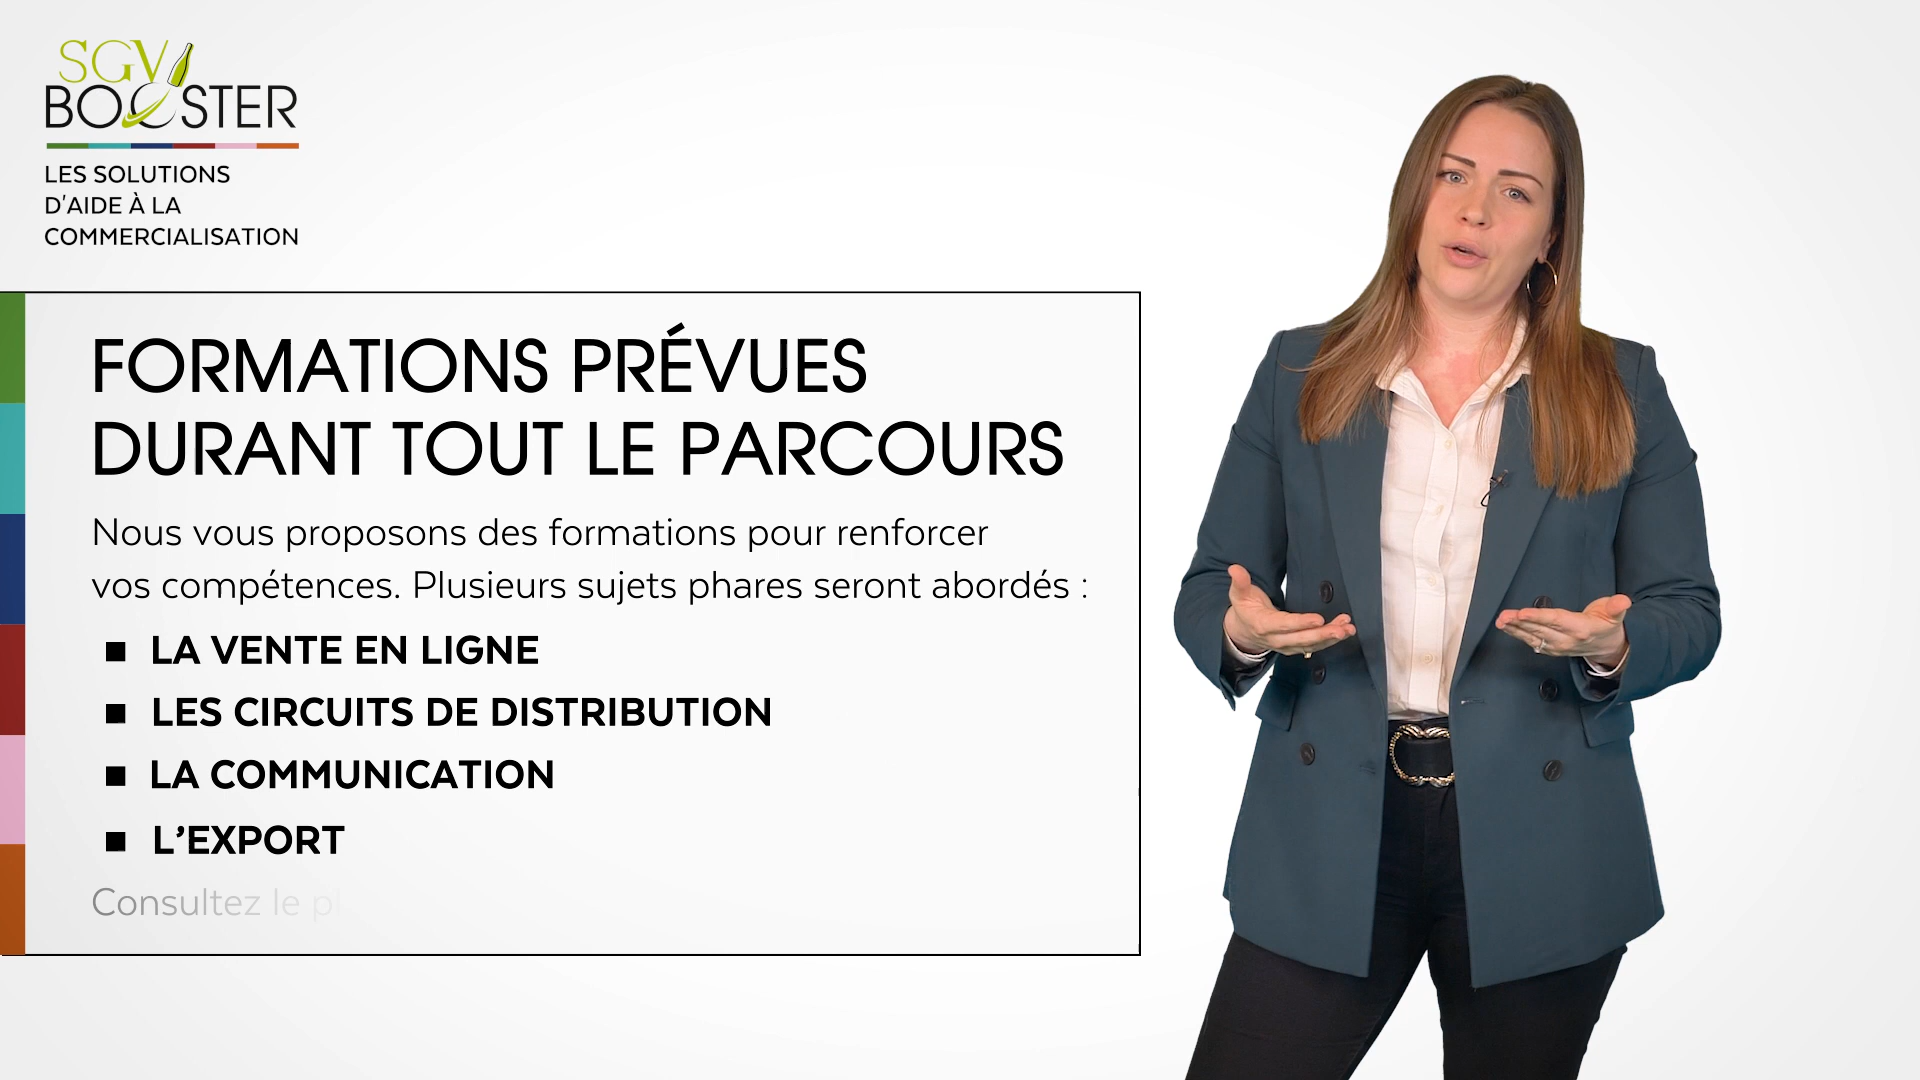 SGV
BOOSTER
LES SOLUTIONS
D'AIDE À LA
COMMERCIALISATION
FORMATIONS PRÉVUES
DURANT TOUT LE PARCOURS
Nous vous proposons des formations pour renforcer
vos compétences. Plusieurs sujets phares seront abordés :
■ LA VENTE EN LIGNE
■ LES CIRCUITS DE DISTRIBUTION
■ LA COMMUNICATION
■ L’EXPORT
Consultez le